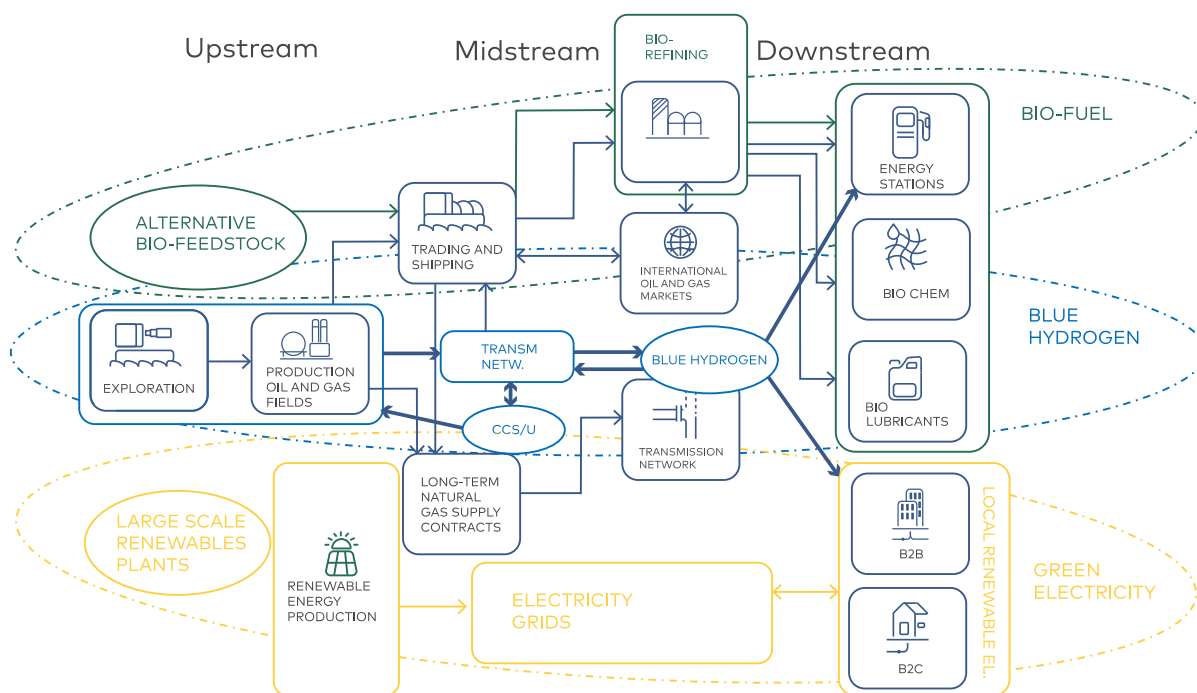 Upstream
Midstream
Downstream
BIO-
REFINING
BIO-FUEL
ENERGY
STATIONS
ALTERNATIVE
BIO-FEEDSTOCK
TRADING AND
SHIPPING
INTERNATIONAL
OIL AND GAS
MARKETS
BIO CHEM
BLUE
HYDROGEN
EXPLORATION
PRODUCTION
OIL AND GAS
FIELDS
TRANSM
NETW.
BLUE HYDROGEN
BIO
LUBRICANTS
CCS/U
TRANSMISSION
NETWORK
LONG-TERM
NATURAL
GAS SUPPLY
CONTRACTS
LARGE SCALE
RENEWABLES
PLANTS
RENEWABLE
ENERGY
PRODUCTION
ELECTRICITY
GRIDS
B2B
B2C
LOCAL RENEWABLE EL.
GREEN
ELECTRICITY